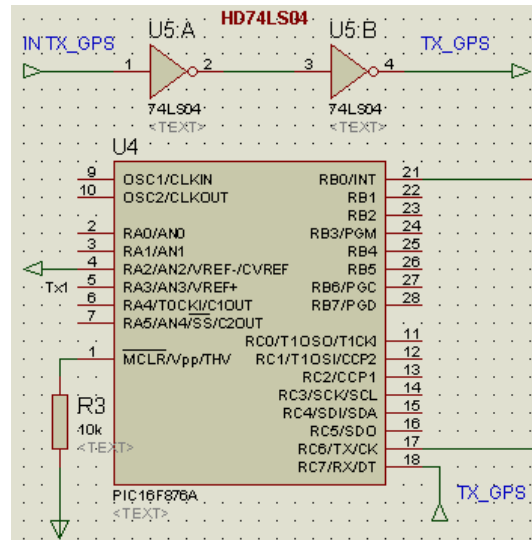 HD74LS04
U5:A U5:B
IN TX_GPS TX_GPS
1 2 3 4
74LS04 74LS04
<TEXT> <TEXT>
U4
9 OSC1/CLKIN RB0/INT 21
10 OSC2/CLKOUT RB1 22
RB2 23
2 RA0/AN0 RB3/PGM 24
3 RA1/AN1 RB4 25
4 RA2/AN2/VREF-/CVREF RB5 26
Tx1 5 RA3/AN3/VREF+ RB6/PGC 27
6 RA4/T0CKI/C1OUT RB7/PGD 28
7 RA5/AN4/SS/C2OUT
RC0/T1OSO/T1CKI 11
1 MCLR/Vpp/THV RC1/T1OSI/CCP2 12
RC2/CCP1 13
RC3/SCK/SCL 14
R3 RC4/SDI/SDA 15
10k RC5/SDO 16
<TEXT> RC6/TX/CK 17
RC7/RX/DT 18
PIC16F876A TX_GPS
<TEXT>